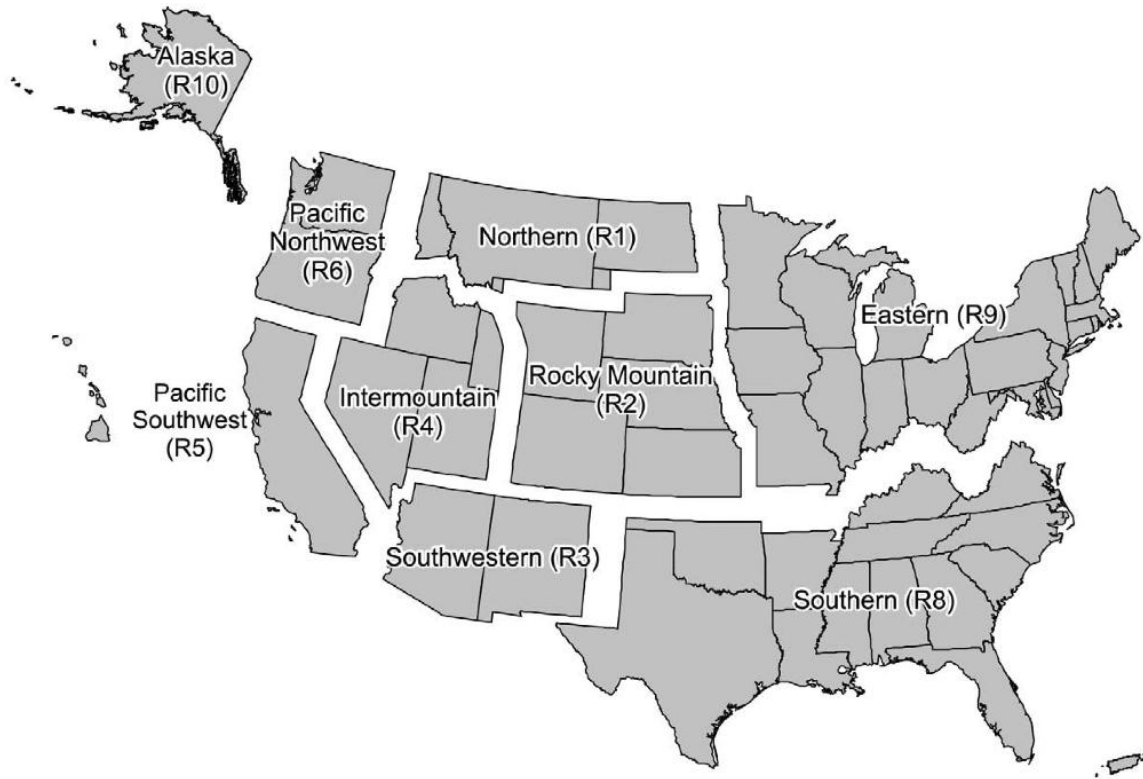 Alaska
(R10)
Pacific
Northwest
(R6)
Northern (R1)
Eastern (R9)
Rocky Mountain
(R2)
Intermountain
(R4)
Pacific
Southwest
(R5)
Southwestern (R3)
Southern (R8)